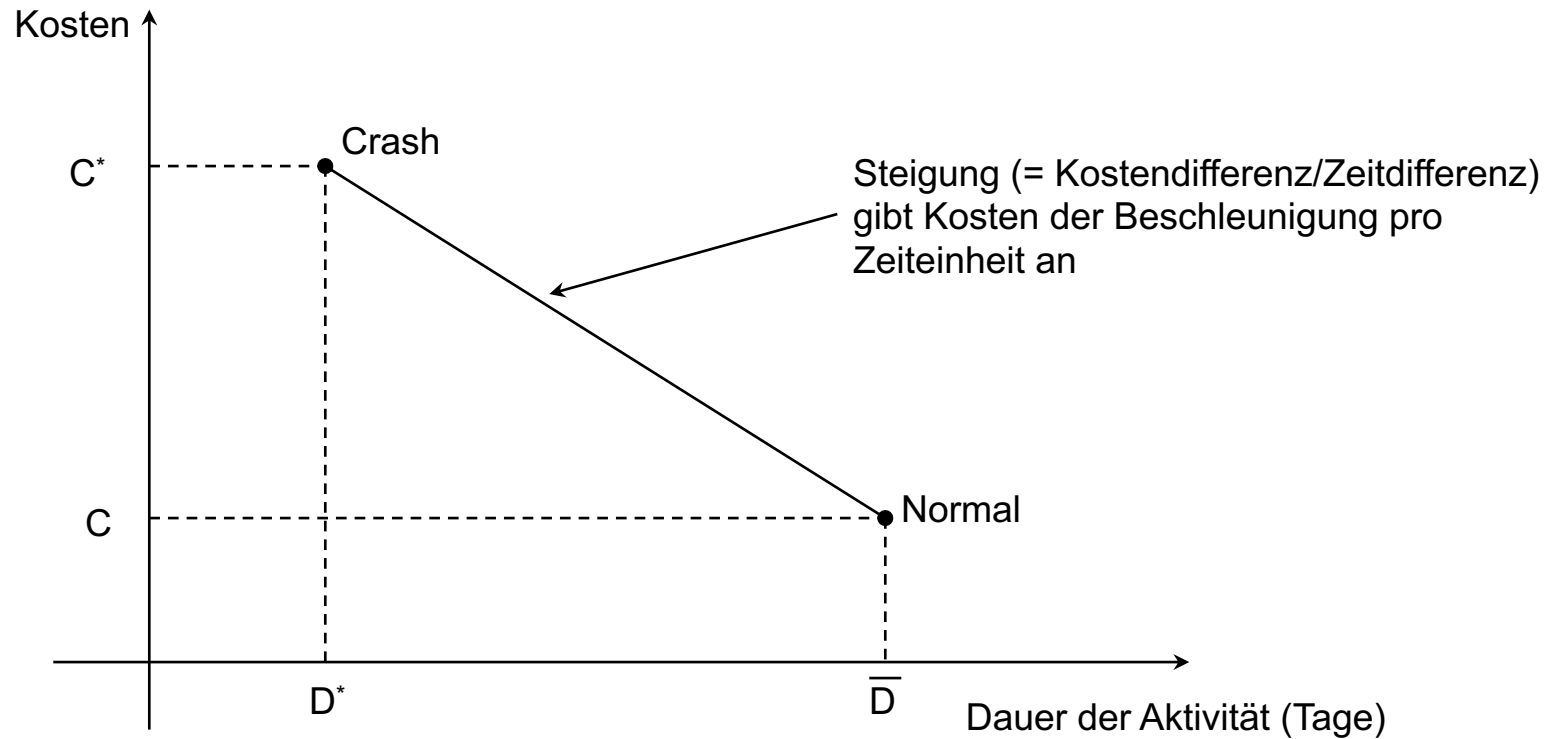 Kosten
Crash
C*
Steigung (= Kostendifferenz/Zeitdifferenz)
gibt Kosten der Beschleunigung pro
Zeiteinheit an
Normal
C
D*
D̅
Dauer der Aktivität (Tage)